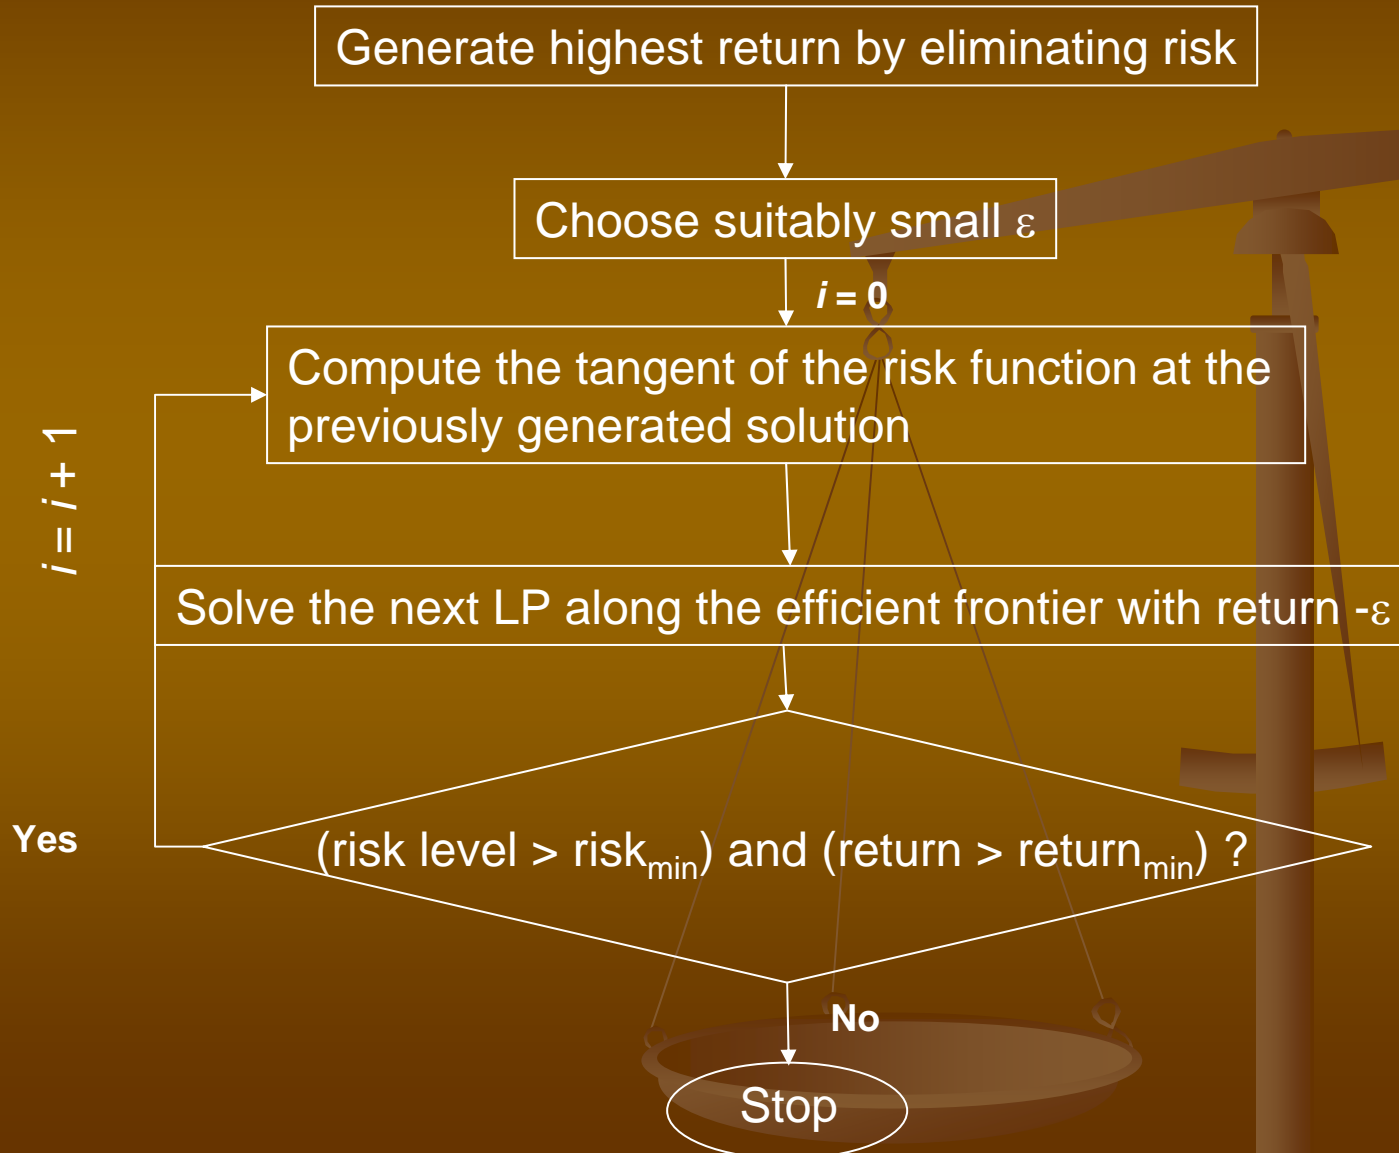 Generate highest return by eliminating risk
Choose suitably small ε
i = 0
Compute the tangent of the risk function at the
previously generated solution
i = i + 1
Solve the next LP along the efficient frontier with return -ε
Yes
(risk level > risk_min) and (return > return_min) ?
No
Stop